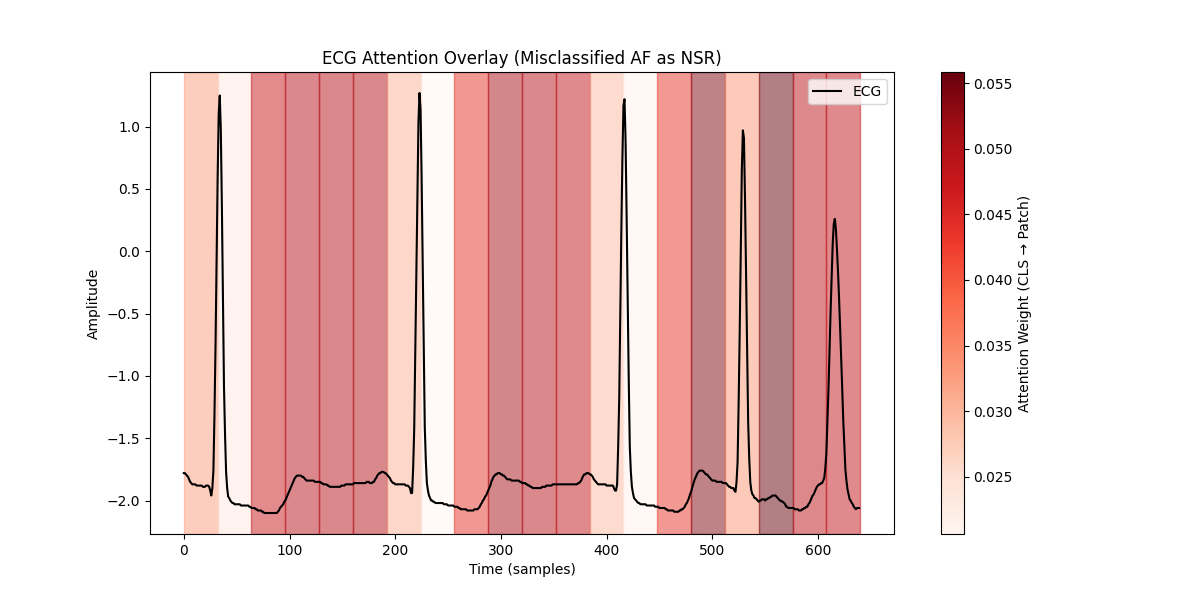 ECG Attention Overlay (Misclassified AF as NSR)
ECG
Amplitude
1.0
0.5
0.0
−0.5
−1.0
−1.5
−2.0
0 100 200 300 400 500 600
Time (samples)
0.055
0.050
0.045
0.040
0.035
0.030
0.025
Attention Weight (CLS → Patch)